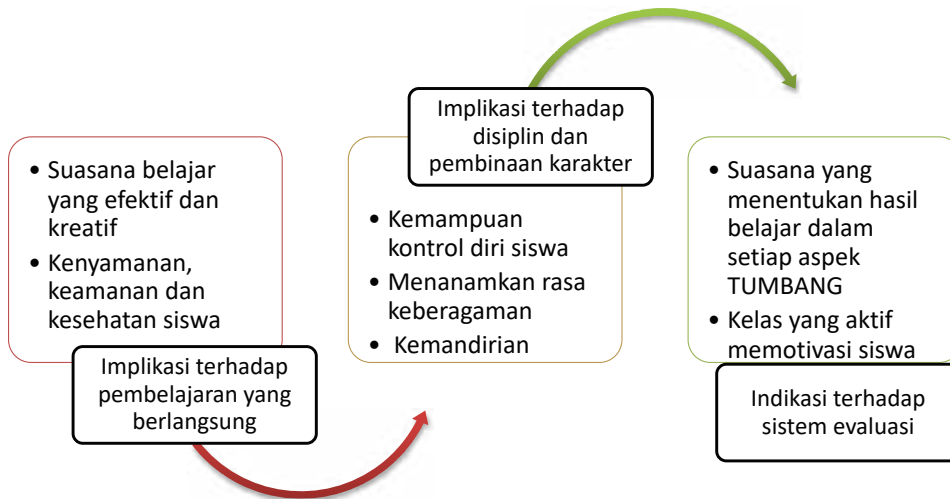 • Suasana belajar
yang efektif dan
kreatif
• Kenyamanan,
keamanan dan
kesehatan siswa
Implikasi terhadap
pembelajaran yang
berlangsung
Implikasi terhadap
disiplin dan
pembinaan karakter
• Kemampuan
kontrol diri siswa
• Menanamkan rasa
keberagaman
• Kemandirian
• Suasana yang
menentukan hasil
belajar dalam
setiap aspek
TUMBANG
• Kelas yang aktif
memotivasi siswa
Indikasi terhadap
sistem evaluasi